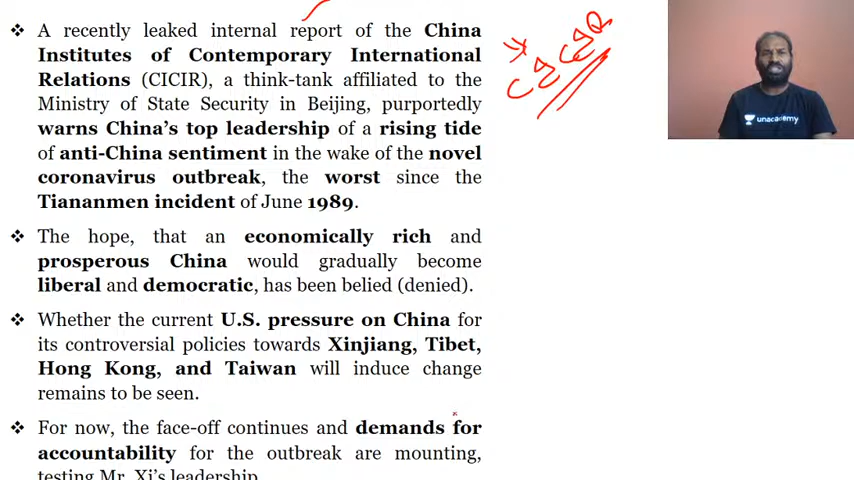 ❖ A recently leaked internal report of the China
Institutes of Contemporary International
Relations (CICIR), a think-tank affiliated to the
Ministry of State Security in Beijing, purportedly
warns China's top leadership of a rising tide
of anti-China sentiment in the wake of the novel
coronavirus outbreak, the worst since the
Tiananmen incident of June 1989.
❖ The hope, that an economically rich and
prosperous China would gradually become
liberal and democratic, has been belied (denied).
❖ Whether the current U.S. pressure on China for
its controversial policies towards Xinjiang, Tibet,
Hong Kong, and Taiwan will induce change
remains to be seen.
❖ For now, the face-off continues and demands for
accountability for the outbreak are mounting,
testing Mr. Xi's leadership.
unacademy